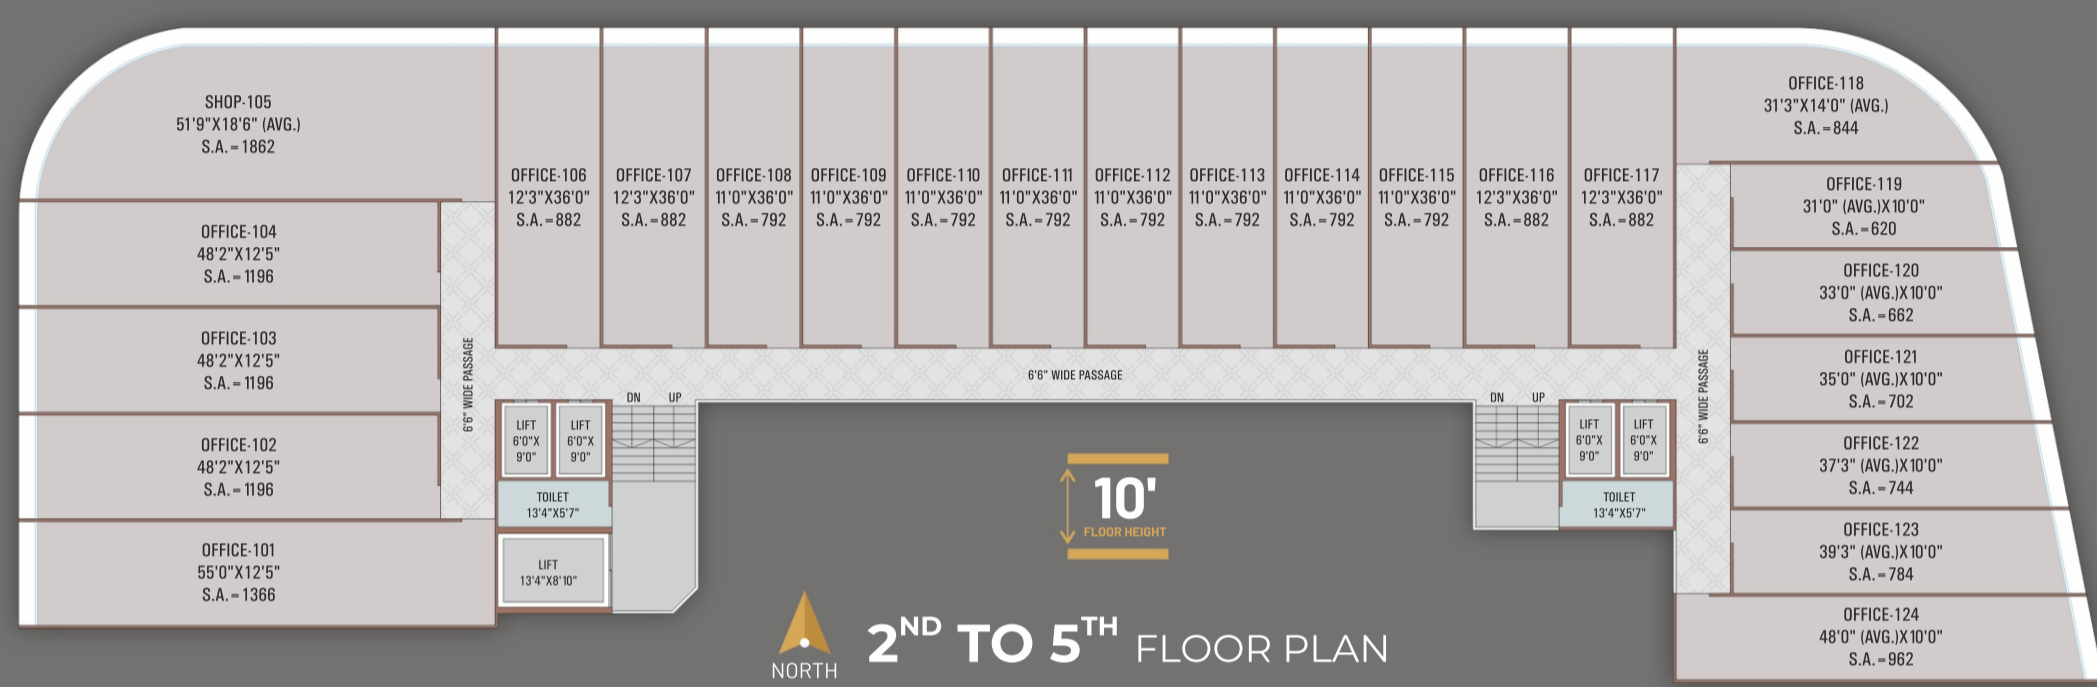 SHOP-105
51'9"X18'6" (AVG.)
S.A.=1862
OFFICE-104
48'2"X12'5"
S.A.=1196
OFFICE-103
48'2"X12'5"
S.A.=1196
OFFICE-102
48'2"X12'5"
S.A.=1196
OFFICE-101
55'0"X12'5"
S.A.=1366
6'6" WIDE PASSAGE
OFFICE-106
12'3"X36'0"
S.A.=882
OFFICE-107
12'3"X36'0"
S.A.=882
OFFICE-108
11'0"X36'0"
S.A.=792
OFFICE-109
11'0"X36'0"
S.A.=792
OFFICE-110
11'0"X36'0"
S.A.=792
OFFICE-111
11'0"X36'0"
S.A.=792
OFFICE-112
11'0"X36'0"
S.A.=792
OFFICE-113
11'0"X36'0"
S.A.=792
OFFICE-114
11'0"X36'0"
S.A.=792
OFFICE-115
11'0"X36'0"
S.A.=792
OFFICE-116
12'3"X36'0"
S.A.=882
OFFICE-117
12'3"X36'0"
S.A.=882
6'6" WIDE PASSAGE
DN UP
LIFT
6'0"X
9'0"
LIFT
6'0"X
9'0"
TOILET
13'4"X5'7"
LIFT
13'4"X8'10"
DN UP
LIFT
6'0"X
9'0"
LIFT
6'0"X
9'0"
TOILET
13'4"X5'7"
6'6" WIDE PASSAGE
OFFICE-118
31'3"X14'0" (AVG.)
S.A.=844
OFFICE-119
31'0" (AVG.)X10'0"
S.A.=620
OFFICE-120
33'0" (AVG.)X10'0"
S.A.=662
OFFICE-121
35'0" (AVG.)X10'0"
S.A.=702
OFFICE-122
37'3" (AVG.)X10'0"
S.A.=744
OFFICE-123
39'3" (AVG.)X10'0"
S.A.=784
OFFICE-124
48'0" (AVG.)X10'0"
S.A.=962
10'
FLOOR HEIGHT
NORTH
2ND TO 5TH FLOOR PLAN